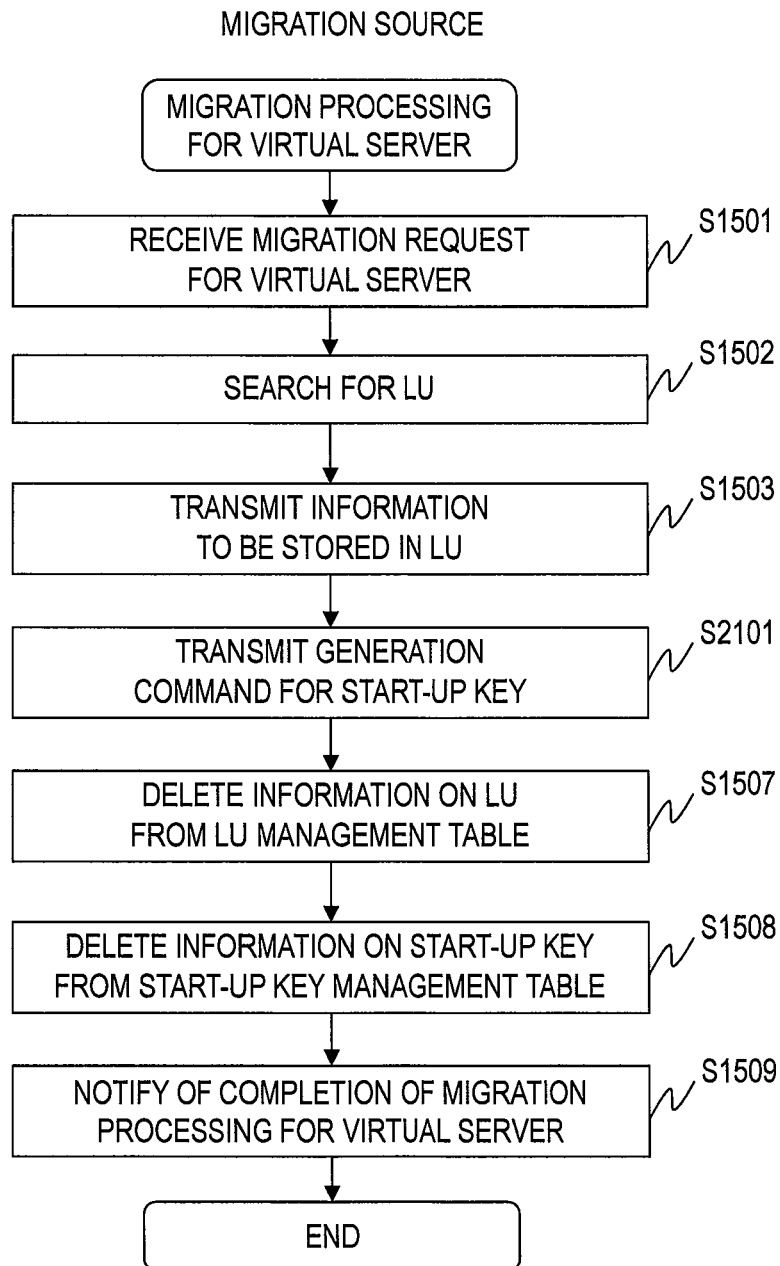 MIGRATION SOURCE
MIGRATION PROCESSING
FOR VIRTUAL SERVER
S1501
RECEIVE MIGRATION REQUEST
FOR VIRTUAL SERVER
S1502
SEARCH FOR LU
S1503
TRANSMIT INFORMATION
TO BE STORED IN LU
S2101
TRANSMIT GENERATION
COMMAND FOR START-UP KEY
S1507
DELETE INFORMATION ON LU
FROM LU MANAGEMENT TABLE
S1508
DELETE INFORMATION ON START-UP KEY
FROM START-UP KEY MANAGEMENT TABLE
S1509
NOTIFY OF COMPLETION OF MIGRATION
PROCESSING FOR VIRTUAL SERVER
END